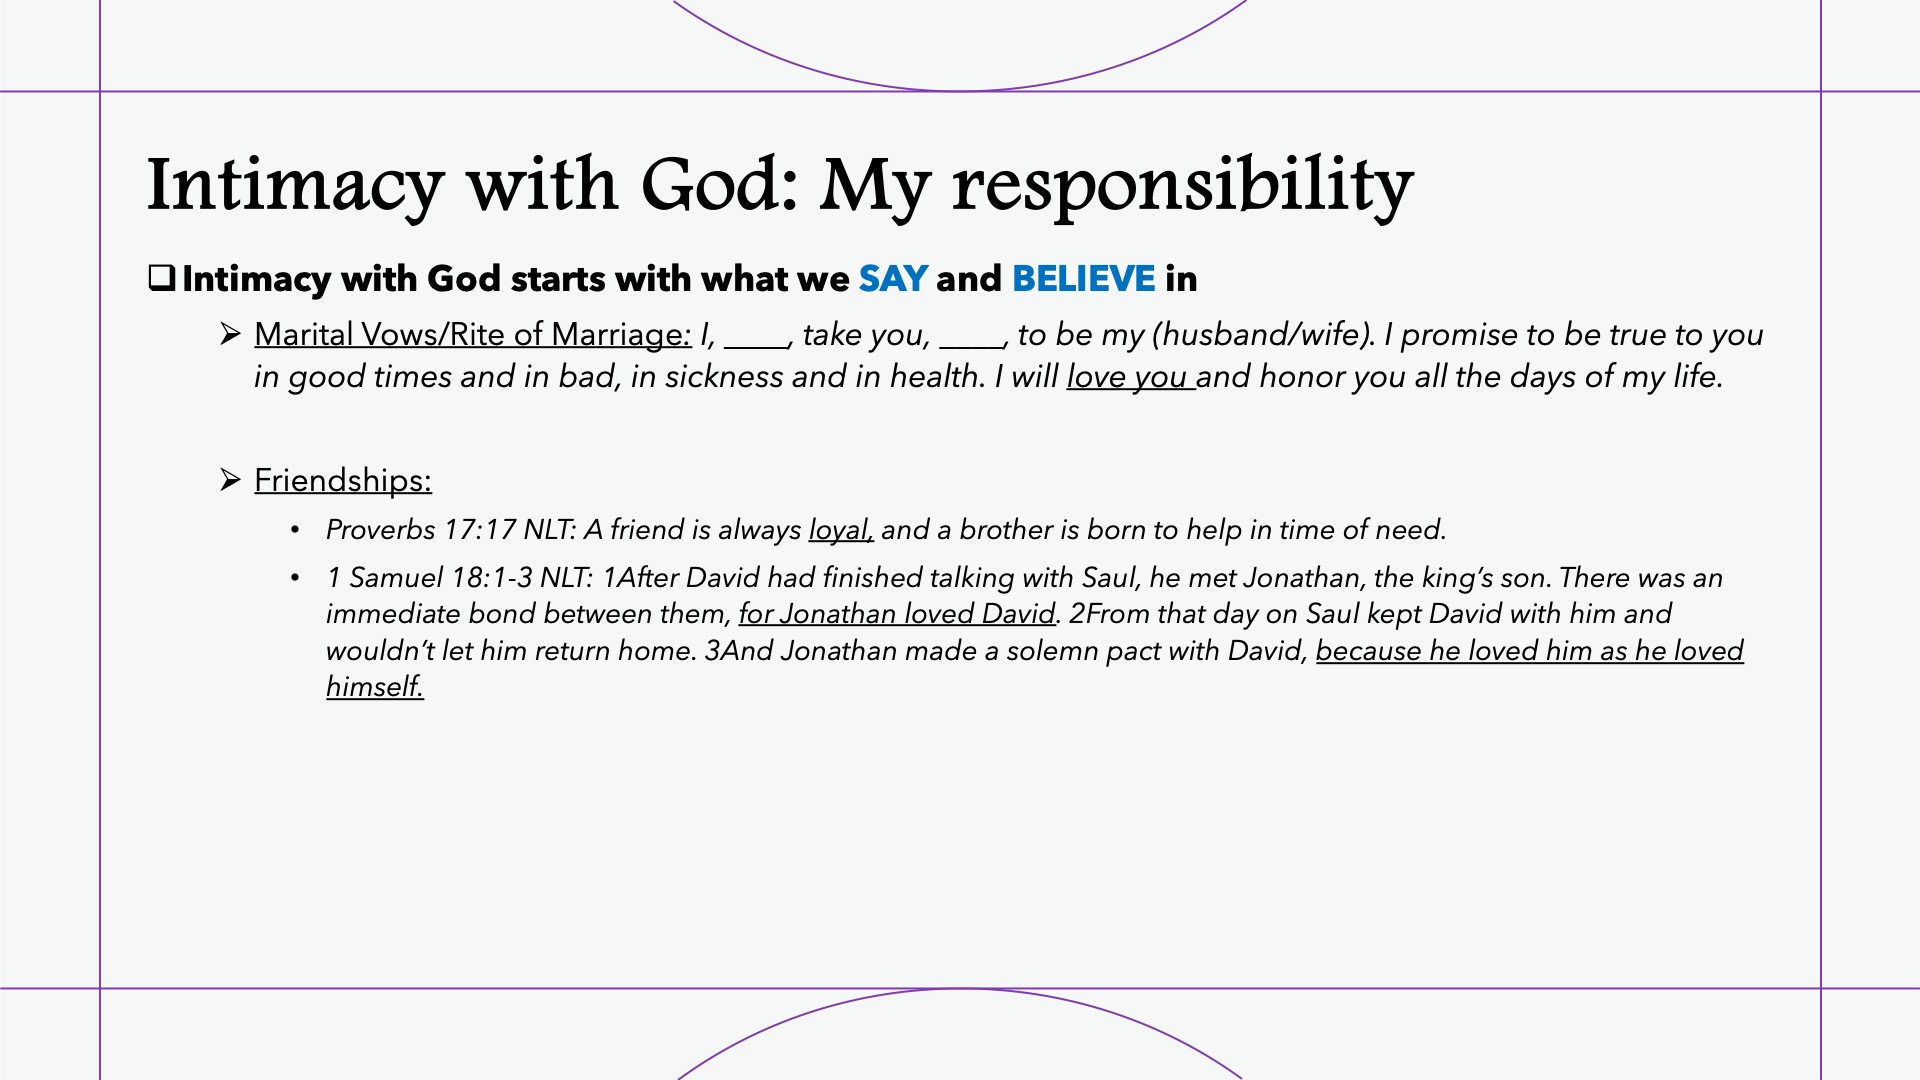 Intimacy with God: My responsibility
❑Intimacy with God starts with what we SAY and BELIEVE in
➢ Marital Vows/Rite of Marriage: I, ____, take you, ____, to be my (husband/wife). I promise to be true to you
in good times and in bad, in sickness and in health. I will love you and honor you all the days of my life.
➢ Friendships:
• Proverbs 17:17 NLT: A friend is always loyal, and a brother is born to help in time of need.
• 1 Samuel 18:1-3 NLT: 1After David had finished talking with Saul, he met Jonathan, the king’s son. There was an
immediate bond between them, for Jonathan loved David. 2From that day on Saul kept David with him and
wouldn’t let him return home. 3And Jonathan made a solemn pact with David, because he loved him as he loved
himself.